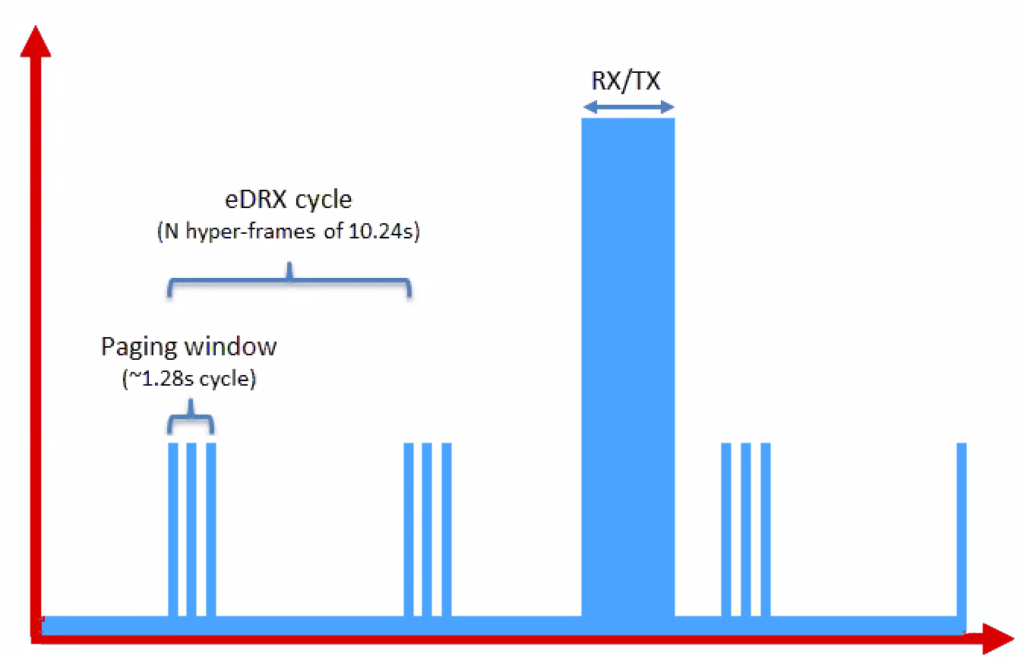 RX/TX
eDRX cycle
(N hyper-frames of 10.24s)
Paging window
(~1.28s cycle)